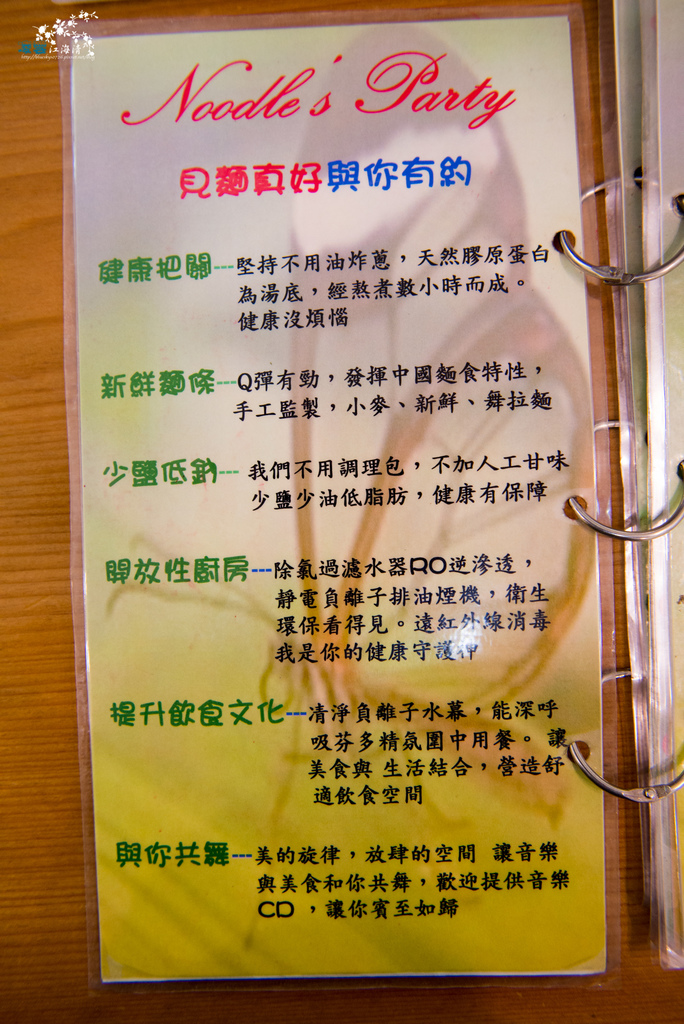 Noodle's Party
見麵真好與你有約
健康把關---堅持不用油炸蔥，天然膠原蛋白
為湯底，經熬煮數小時而成。
健康沒煩惱
新鮮麵條---Q彈有勁，發揮中國麵食特性，
手工監製，小麥、新鮮、舞拉麵
少鹽低鈉--- 我們不用調理包，不加人工甘味
少鹽少油低脂肪，健康有保障
開放性廚房---除氯過濾水器RO逆滲透，
靜電負離子排油煙機，衛生
環保看得見。遠紅外線消毒
我是你的健康守護神
提升飲食文化---清淨負離子水幕，能深呼
吸芬多精氛圍中用餐。 讓
美食與 生活結合，營造舒
適飲食空間
與你共舞---美的旋律，放肆的空間 讓音樂
與美食和你共舞，歡迎提供音樂
CD ，讓你賓至如歸